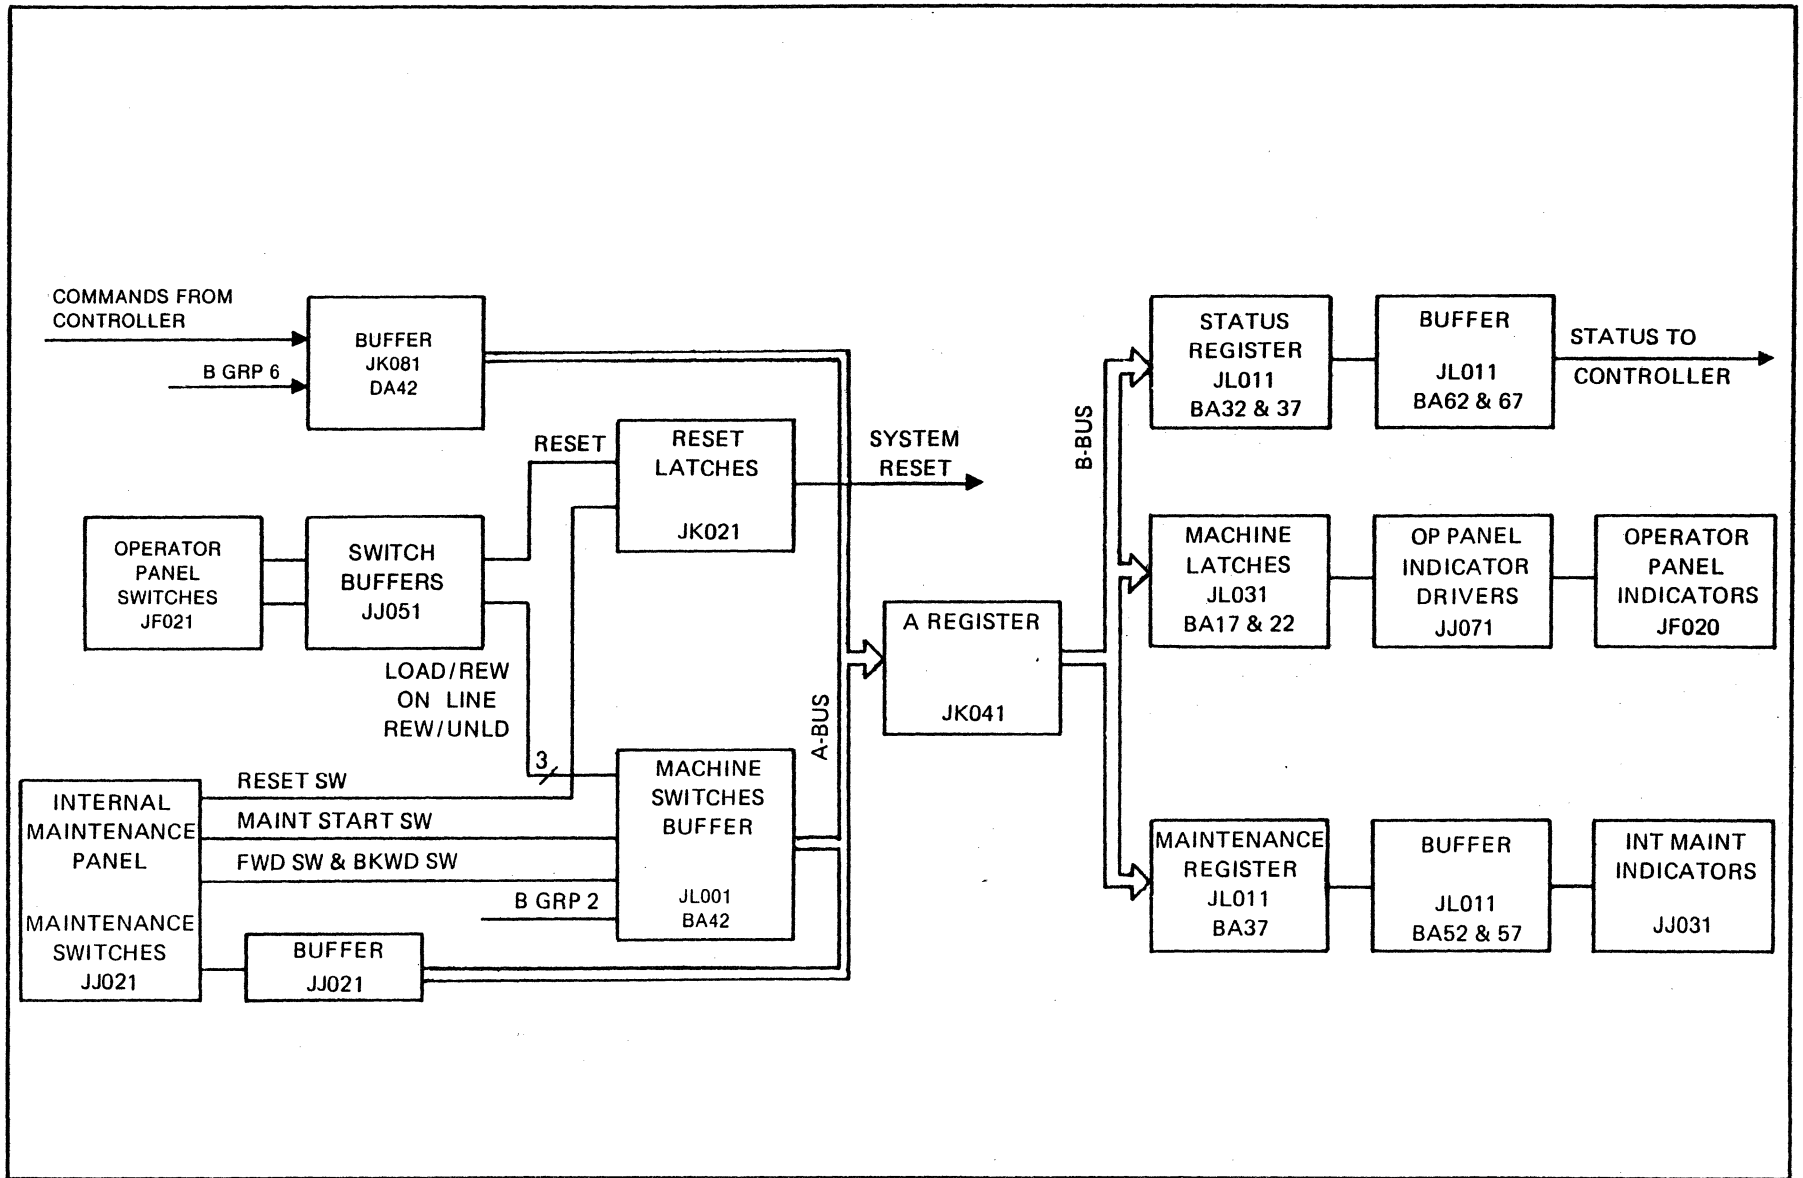 COMMANDS FROM
CONTROLLER
B GRP 6
BUFFER
JK081
DA42
RESET
RESET
LATCHES
JK021
SYSTEM
RESET
OPERATOR
PANEL
SWITCHES
JF021
SWITCH
BUFFERS
JJ051
LOAD/REW
ON LINE
REW/UNLD
3
INTERNAL
MAINTENANCE
PANEL
MAINTENANCE
SWITCHES
JJ021
RESET SW
MAINT START SW
FWD SW & BKWD SW
B GRP 2
MACHINE
SWITCHES
BUFFER
JL001
BA42
BUFFER
JJ021
A-BUS
A REGISTER
JK041
B-BUS
STATUS
REGISTER
JL011
BA32 & 37
BUFFER
JL011
BA62 & 67
STATUS TO
CONTROLLER
MACHINE
LATCHES
JL031
BA17 & 22
OP PANEL
INDICATOR
DRIVERS
JJ071
OPERATOR
PANEL
INDICATORS
JF020
MAINTENANCE
REGISTER
JL011
BA37
BUFFER
JL011
BA52 & 57
INT MAINT
INDICATORS
JJ031